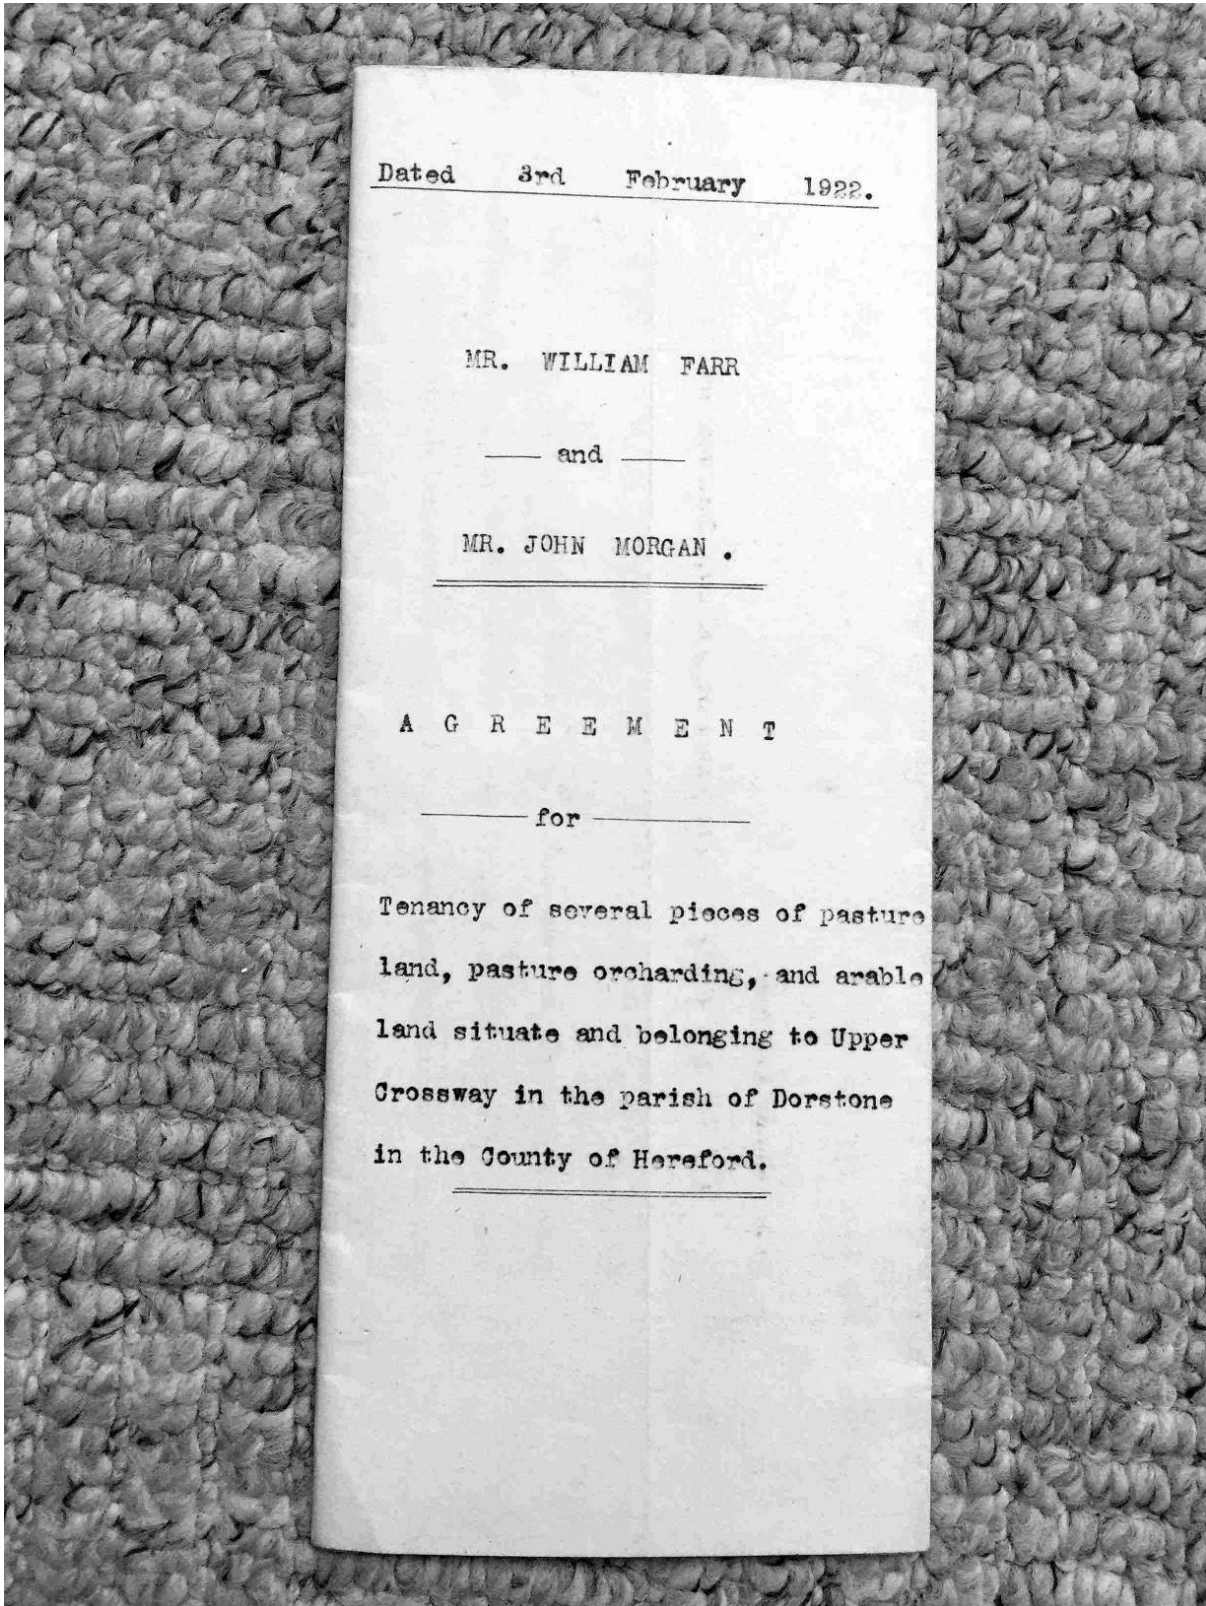 Dated 3rd February 1922.
MR. WILLIAM FARR
— and —
MR. JOHN MORGAN .
A G R E E M E N T
— for —
Tenancy of several pieces of pasture
land, pasture orcharding, and arable
land situate and belonging to Upper
Crossway in the parish of Dorstone
in the County of Hereford.